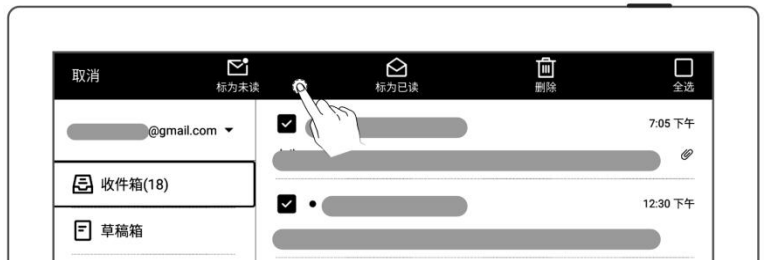 取消
标为未读
标为已读
删除
全选
@gmail.com
7:05 下午
收件箱(18)
12:30 下午
草稿箱